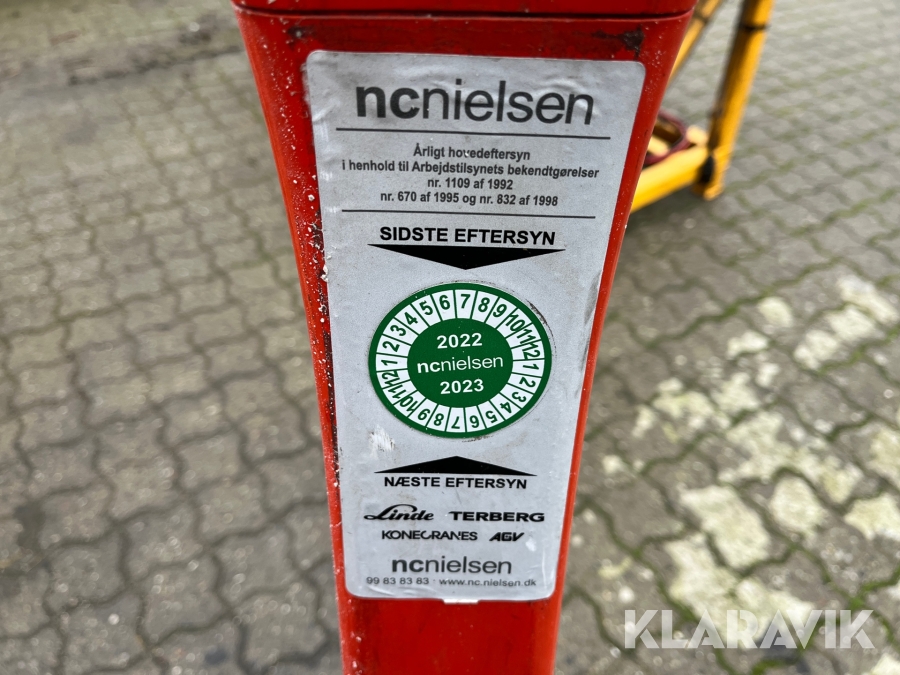 ncnielsen
Årligt hovedeftersyn
i henhold til Arbejdstilsynets bekendtgørelser
nr. 1109 af 1992
nr. 670 af 1995 og nr. 832 af 1998
SIDSTE EFTERSYN
1 2 3 4 5 6 7 8 9 10 11 12
2022
ncnielsen
2023
1 2 3 4 5 6 7 8 9 10 11 12
NÆSTE EFTERSYN
Linde TERBERG
KONECRANES AGV
ncnielsen
99 83 83 83 · www.nc.nielsen.dk
KLARAVIK